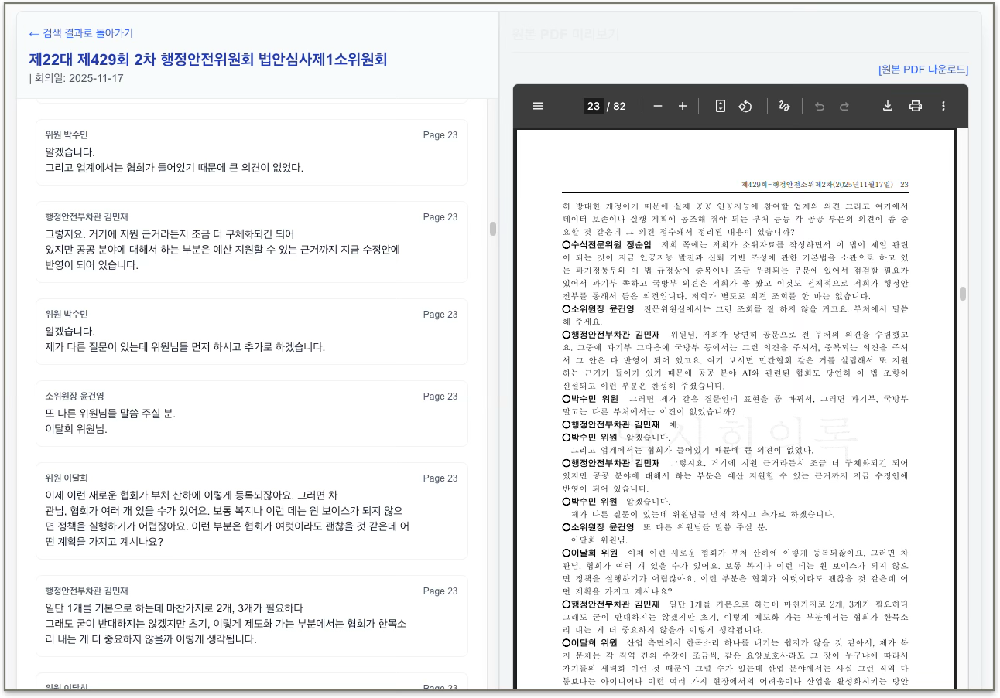 ← 검색 결과로 돌아가기
제22대 제429회 2차 행정안전위원회 법안심사제1소위원회
| 회의일: 2025-11-17
위원 박수민
Page 23
알겠습니다.
그리고 업계에서는 협회가 들어있기 때문에 큰 의견이 없었다.
행정안전부차관 김민재
Page 23
그렇지요. 거기에 지원 근거라든지 조금 더 구체화되긴 되어
있지만 공공 분야에 대해서 하는 부분은 예산 지원할 수 있는 근거까지 지금 수정안에
반영이 되어 있습니다.
위원 박수민
Page 23
알겠습니다.
제가 다른 질문이 있는데 위원님들 먼저 하시고 추가로 하겠습니다.
소위원장 윤건영
Page 23
또 다른 위원님들 말씀 주실 분.
이달희 위원님.
위원 이달희
Page 23
이제 이런 새로운 협회가 부처 산하에 이렇게 등록되잖아요. 그러면 차
관님, 협회가 여러 개 있을 수가 있어요. 보통 복지나 이런 데는 원 보이스가 되지 않으
면 정책을 실행하기가 어렵잖아요. 이런 부분은 협회가 여럿이라도 괜찮을 것 같은데 어
떤 계획을 가지고 계시나요?
행정안전부차관 김민재
Page 23
일단 1개를 기본으로 하는데 마찬가지로 2개, 3개가 필요하다
그래도 굳이 반대하지는 않겠지만 초기, 이렇게 제도화 가는 부분에서는 협회가 한목소
리 내는 게 더 중요하지 않을까 이렇게 생각됩니다.
위원 이달희
Page 23
원본 PDF 미리보기
[원본 PDF 다운로드]
23 / 82
제429회-행정안전소위제2차(2025년11월17일) 23
히 방대한 개정이기 때문에 실제 공공 인공지능에 참여할 업계의 의견 그리고 여기에서
데이터 보존이나 실행 계획에 동조해 줘야 되는 부처 등등 각 공공 부문의 의견이 좀 중
요할 것 같은데 그 의견 접수돼서 정리된 내용이 있습니까?
○수석전문위원 정순임 저희 쪽에는 저희가 소위자료를 작성하면서 이 법이 제일 관련
이 되는 것이 지금 인공지능 발전과 신뢰 기반 조성에 관한 기본법을 소관으로 하고 있
는 과기정통부와 이 법 규정상에 중복이나 조금 우려되는 부분에 있어서 점검할 필요가
있어서 과기부 쪽하고 국방부 의견은 저희가 좀 봤고 이것도 전체적으로 저희가 행정안
전부를 통해서 들은 의견입니다. 저희가 별도로 의견 조회를 한 바는 없습니다.
○소위원장 윤건영 전문위원실에서는 그런 조회를 잘 하지 않을 거고요. 부처에서 말씀
해 주세요.
○행정안전부차관 김민재 위원님, 저희가 당연히 공문으로 전 부처의 의견을 수렴했고
요. 그중에 과기부 그다음에 국방부 등에서는 그런 의견을 주셔서, 중복되는 의견을 주셔
서 그 안은 다 반영이 되어 있고요. 여기 보시면 민간협회 같은 거를 설립해서 또 지원
하는 근거가 들어가 있기 때문에 공공 분야 AI와 관련된 협회도 당연히 이 법 조항이
신설되고 이런 부분은 찬성해 주셨습니다.
○박수민 위원 그러면 제가 같은 질문인데 표현을 좀 바꿔서, 그러면 과기부, 국방부
말고는 다른 부처에서는 이견이 없었습니까?
○행정안전부차관 김민재 예.
○박수민 위원 알겠습니다.
그리고 업계에서는 협회가 들어있기 때문에 큰 의견이 없었다.
○행정안전부차관 김민재 그렇지요. 거기에 지원 근거라든지 조금 더 구체화되긴 되어
있지만 공공 분야에 대해서 하는 부분은 예산 지원할 수 있는 근거까지 지금 수정안에
반영이 되어 있습니다.
○박수민 위원 알겠습니다.
제가 다른 질문이 있는데 위원님들 먼저 하시고 추가로 하겠습니다.
○소위원장 윤건영 또 다른 위원님들 말씀 주실 분.
이달희 위원님.
○이달희 위원 이제 이런 새로운 협회가 부처 산하에 이렇게 등록되잖아요. 그러면 차
관님, 협회가 여러 개 있을 수가 있어요. 보통 복지나 이런 데는 원 보이스가 되지 않으
면 정책을 실행하기가 어렵잖아요. 이런 부분은 협회가 여럿이라도 괜찮을 것 같은데 어
떤 계획을 가지고 계시나요?
○행정안전부차관 김민재 일단 1개를 기본으로 하는데 마찬가지로 2개, 3개가 필요하다
그래도 굳이 반대하지는 않겠지만 초기, 이렇게 제도화 가는 부분에서는 협회가 한목소
리 내는 게 더 중요하지 않을까 이렇게 생각됩니다.
○이달희 위원 산업 측면에서 한목소리 하나를 내기는 쉽지가 않을 것 같아서, 제가 복
지 문제는 각 직역 간의 주장이 조금씩, 같은 요양보호사라도 그 장이 누구냐에 따라서
자기들의 세력화 이런 것 때문에 그럴 수가 있는데 산업 분야에서는 사실 그런 직역 다
툼보다는 아이디어나 이런 여러 가지 현장에서의 어려움이나 산업을 활성화시키는 방안